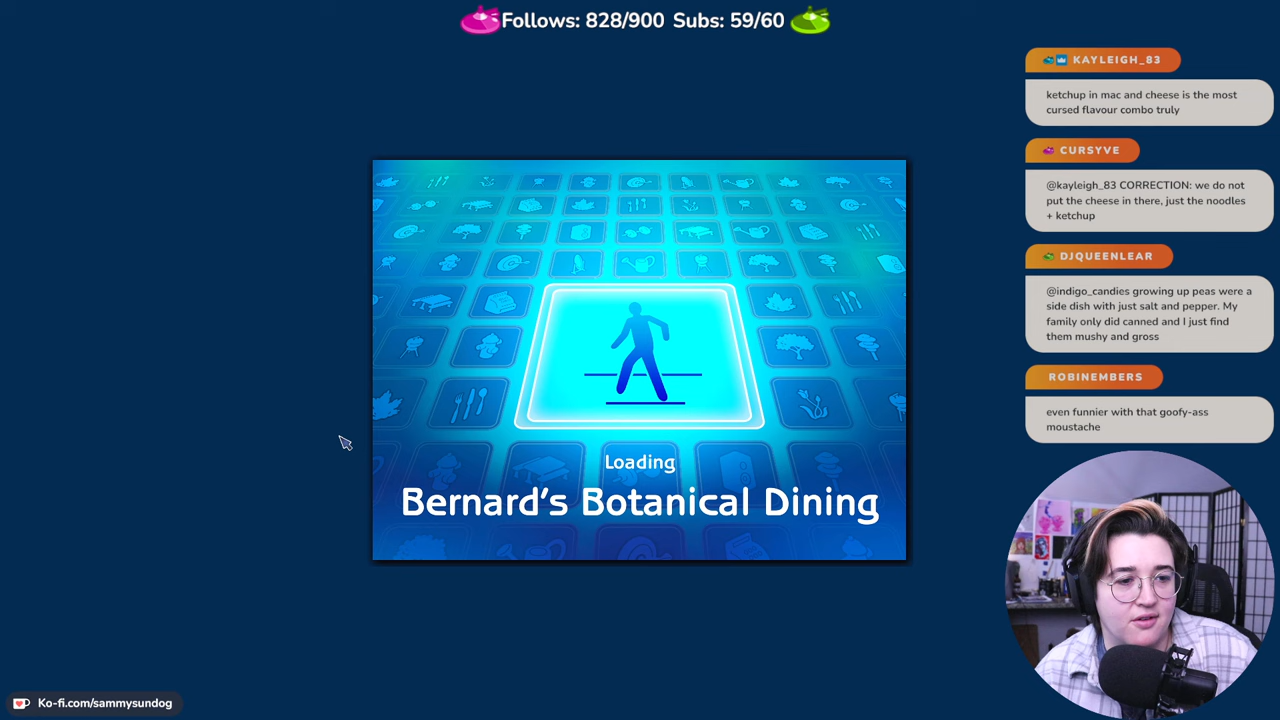 Follows: 828/900 Subs: 59/60
KAYLEIGH_83
ketchup in mac and cheese is the most
cursed flavour combo truly
CURSYVE
@kayleigh_83 CORRECTION: we do not
put the cheese in there, just the noodles
+ ketchup
DJQUEENLEAR
@indigo_candies growing up peas were a
side dish with just salt and pepper. My
family only did canned and I just find
them mushy and gross
ROBINEMBERS
even funnier with that goofy-ass
moustache
Loading
Bernard's Botanical Dining
Ko-fi.com/sammysundog